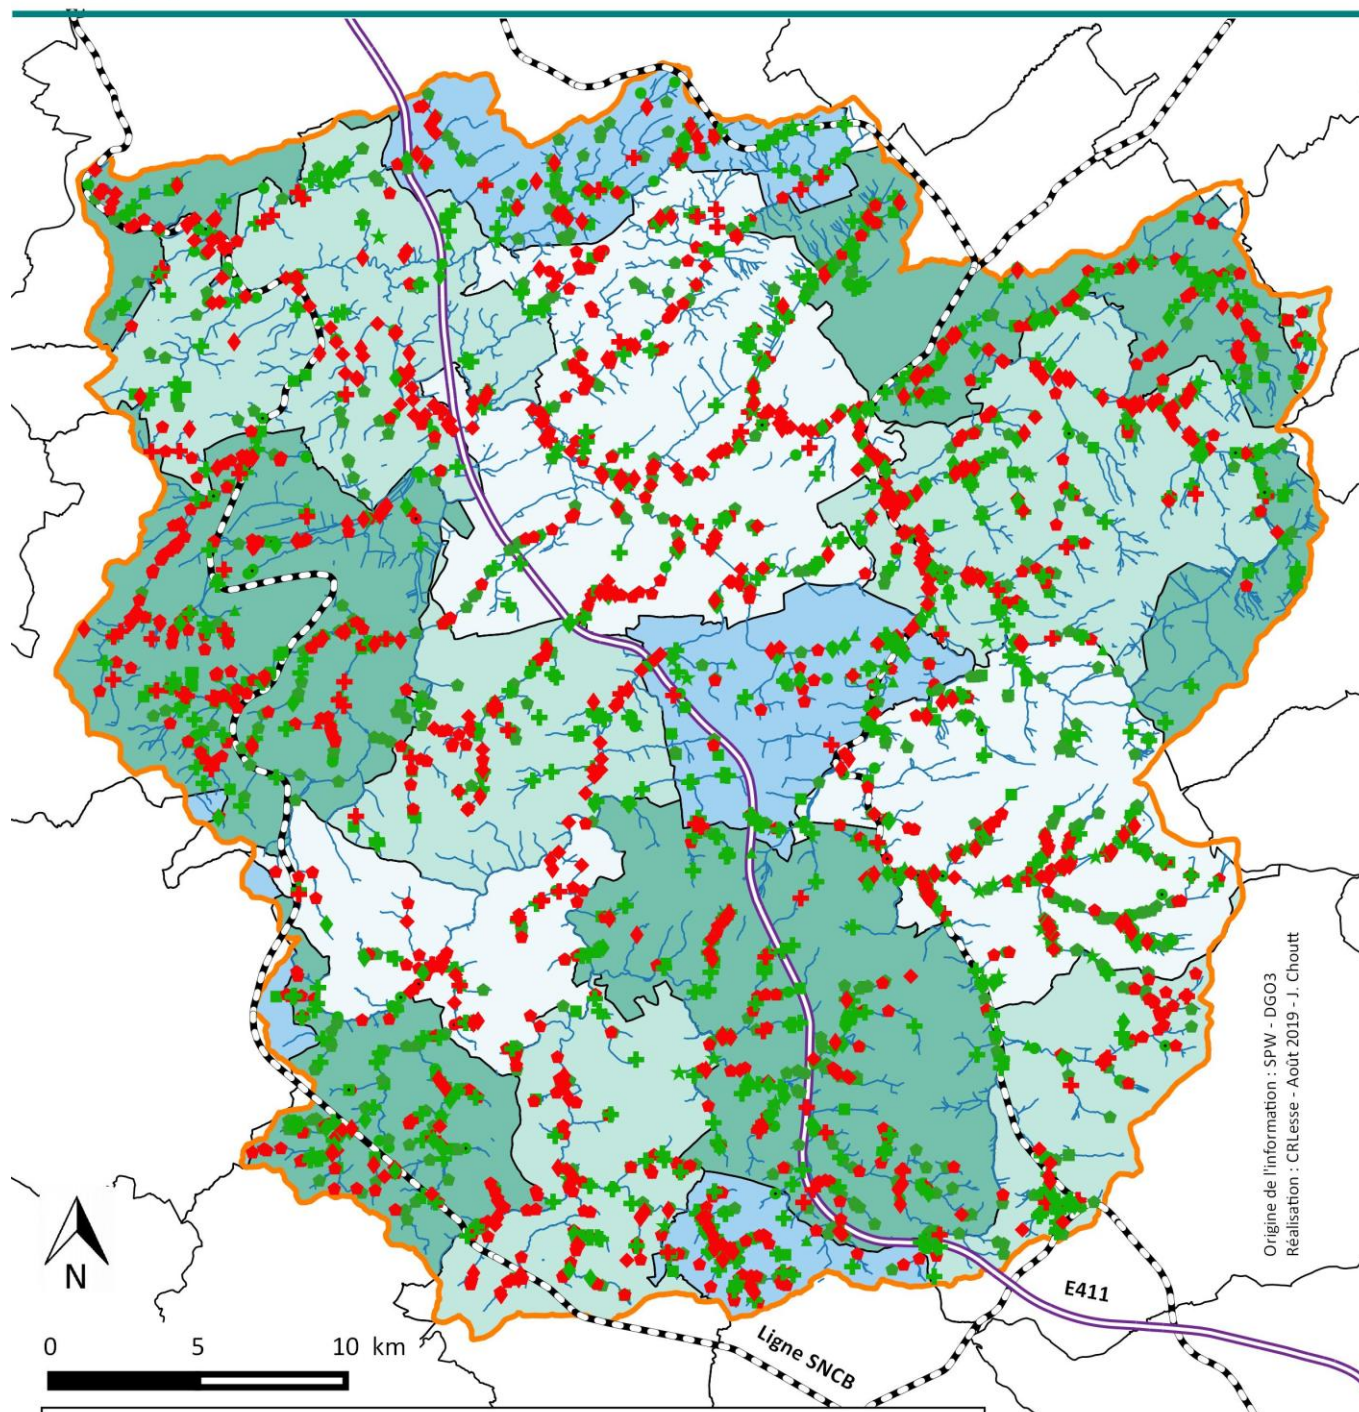 Origine de l'information : SPW - DGO3
Réalisation : CRLesse - Août 2019 - J. Choutt
N
0 5 10 km
E411
Ligne SNCB